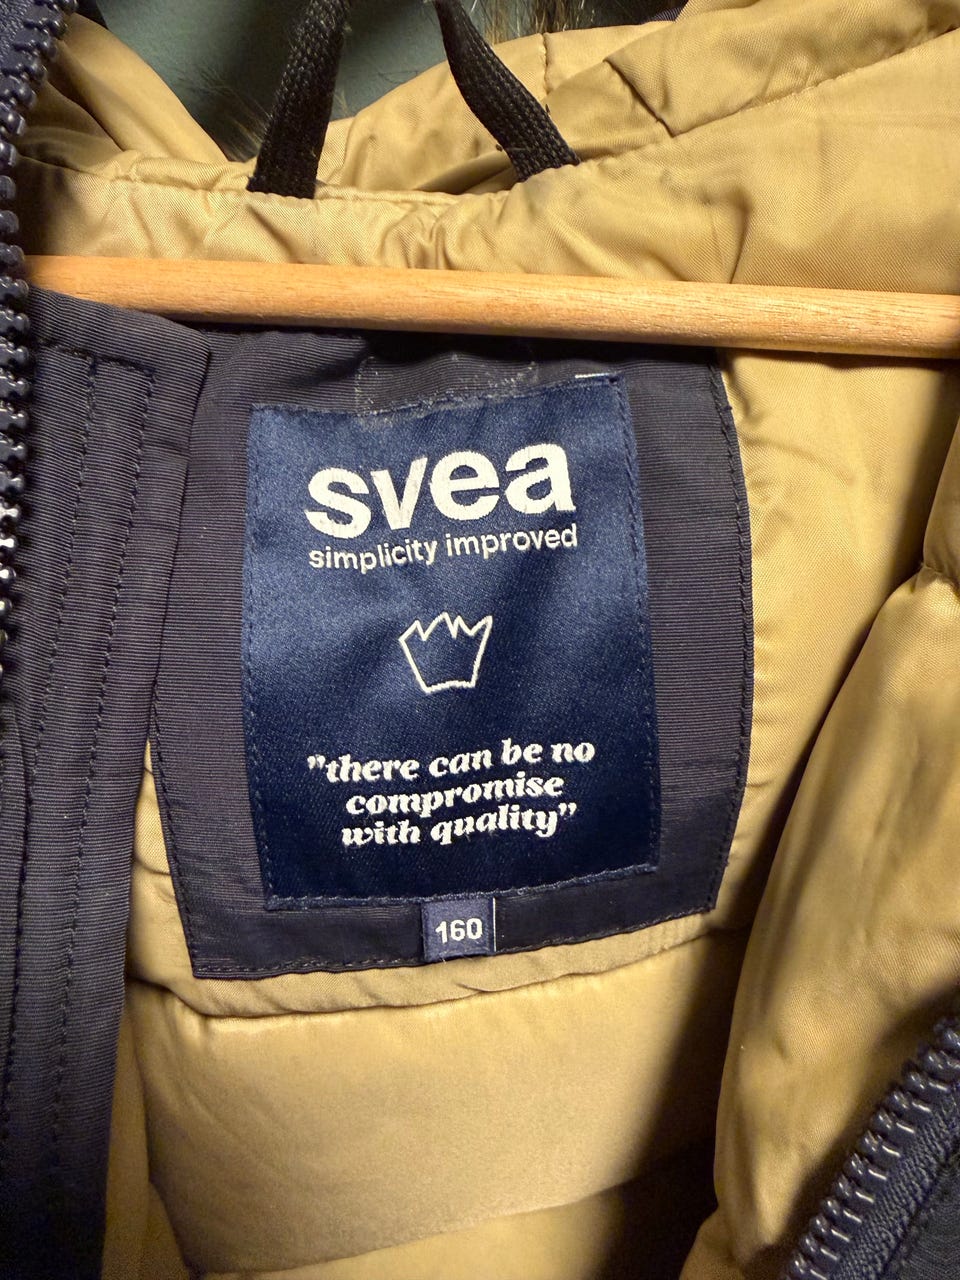 svea
simplicity improved
"there can be no
compromise
with quality"
160